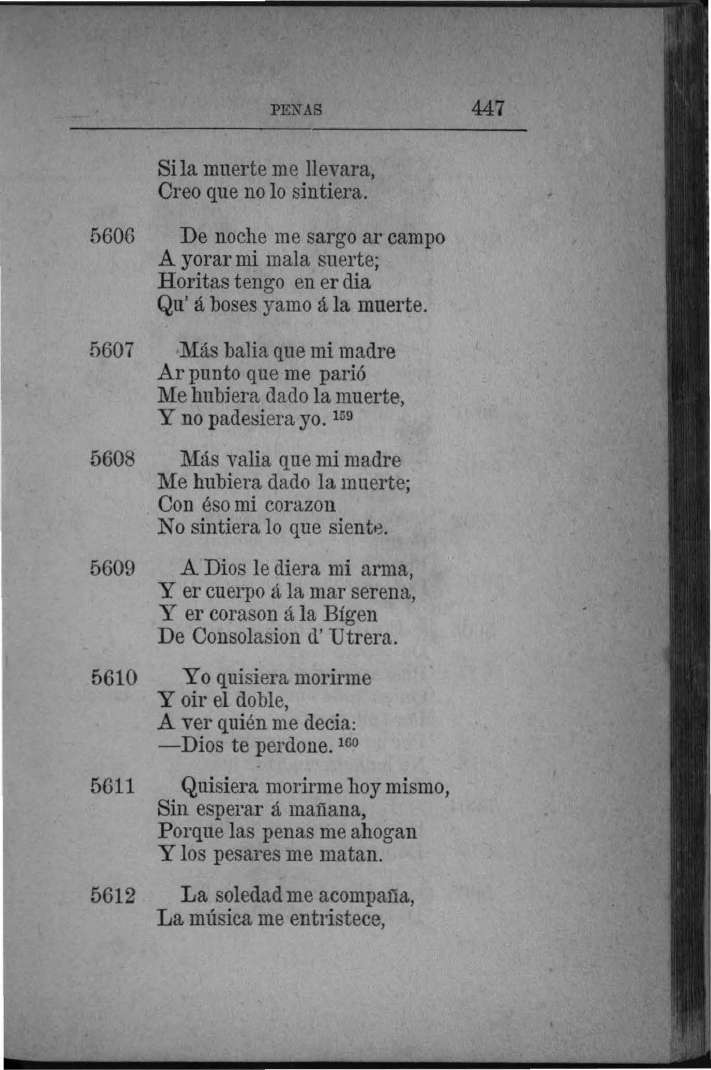 PENAS 447
Si la muerte me llevara,
Creo que no lo sintiera.
5606 De noche me sargo ar campo
A yorar mi mala suerte;
Horitas tengo en er dia
Qu' á boses yamo á la muerte.
5607 Más balia que mi madre
Ar punto que me parió
Me hubiera dado la muerte,
Y no padesiera yo. 159
5608 Más valia que mi madre
Me hubiera dado la muerte;
Con éso mi corazon
No sintiera lo que siente.
5609 A Dios le diera mi arma,
Y er cuerpo á la mar serena,
Y er corason á la Bígen
De Consolasion d' Utrera.
5610 Yo quisiera morirme
Y oir el doble,
A ver quién me decia:
—Dios te perdone. 160
5611 Quisiera morirme hoy mismo,
Sin esperar á mañana,
Porque las penas me ahogan
Y los pesares me matan.
5612 La soledad me acompaña,
La música me entristece,